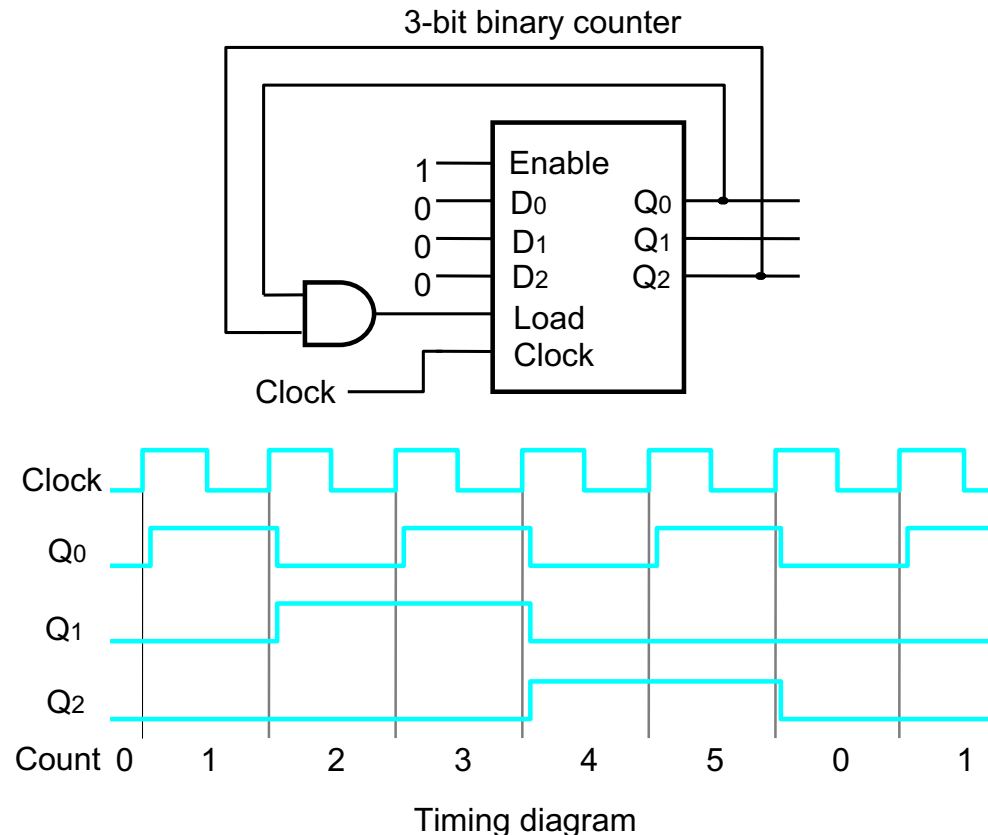 3-bit binary counter
1 Enable
0 D0 Q0
0 D1 Q1
0 D2 Q2
Load
Clock
Clock
Clock
Q0
Q1
Q2
Count 0 1 2 3 4 5 0 1
Timing diagram